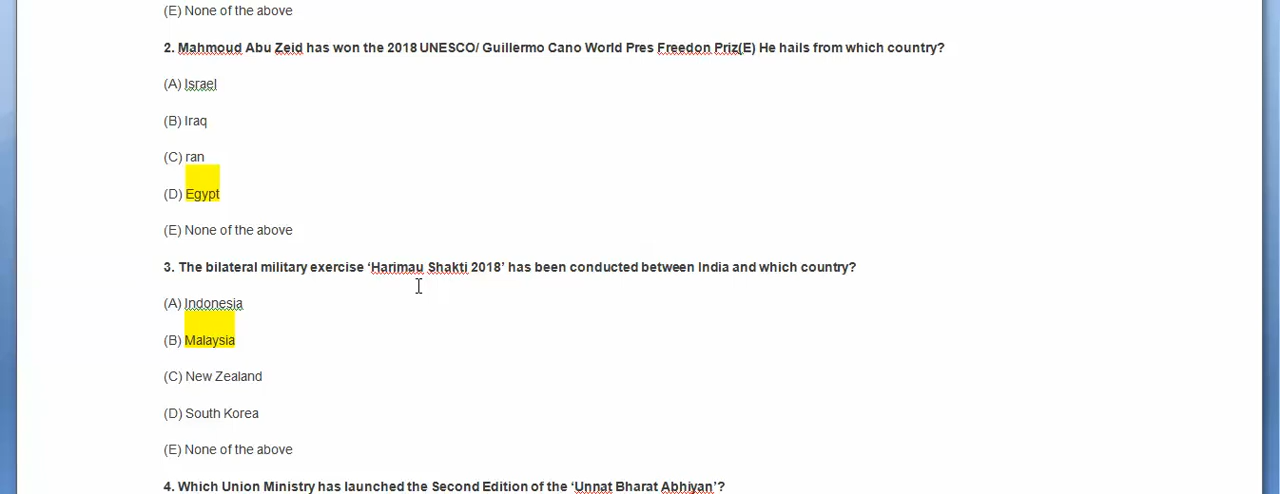 (E) None of the above
2. Mahmoud Abu Zeid has won the 2018 UNESCO/ Guillermo Cano World Pres Freedon Priz(E) He hails from which country?
(A) Israel
(B) Iraq
(C) ran
(D) Egypt
(E) None of the above
3. The bilateral military exercise ‘Harimau Shakti 2018’ has been conducted between India and which country?
(A) Indonesia
(B) Malaysia
(C) New Zealand
(D) South Korea
(E) None of the above
4. Which Union Ministry has launched the Second Edition of the ‘Unnat Bharat Abhiyan’?